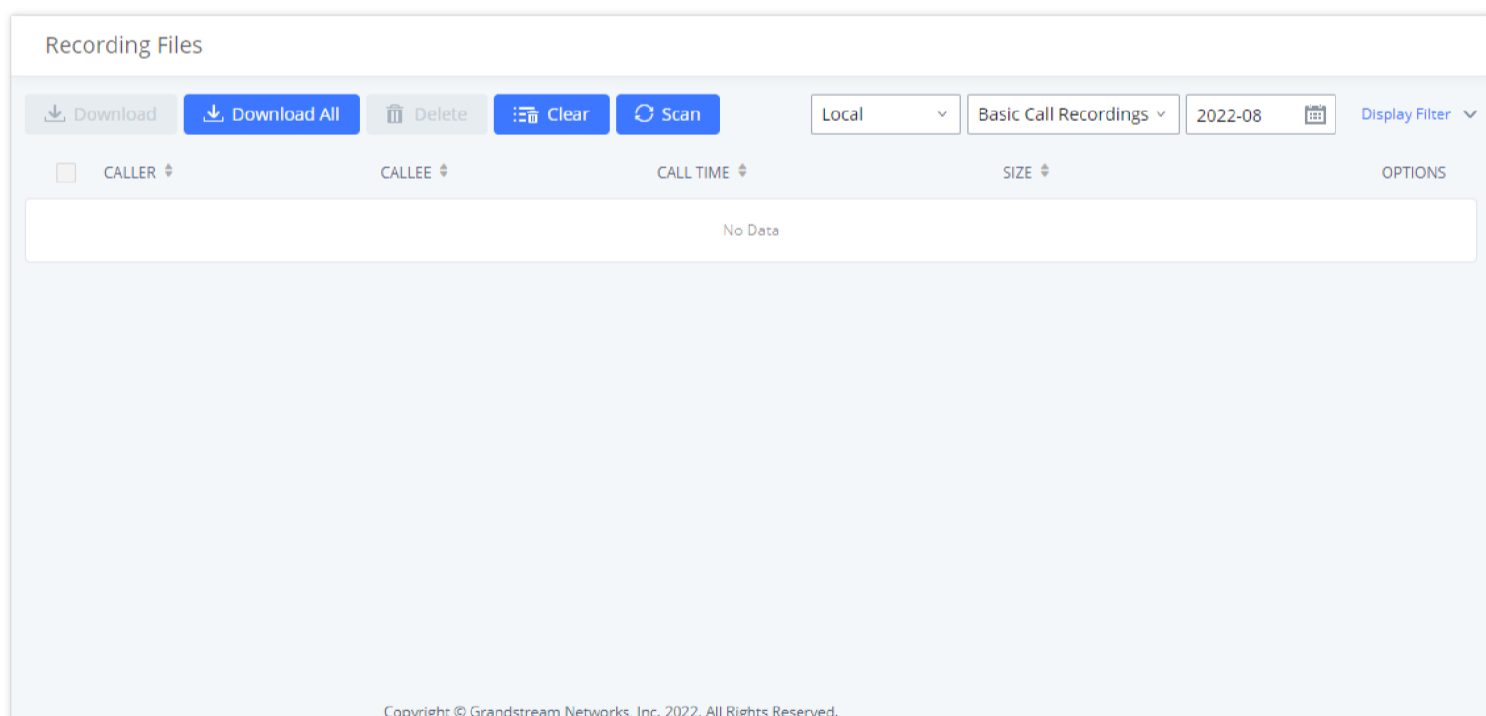 Recording Files
Download Download All Delete Clear Scan Local Basic Call Recordings 2022-08 Display Filter
CALLER CALLEE CALL TIME SIZE OPTIONS
No Data
Copyright © Grandstream Networks, Inc. 2022. All Rights Reserved.